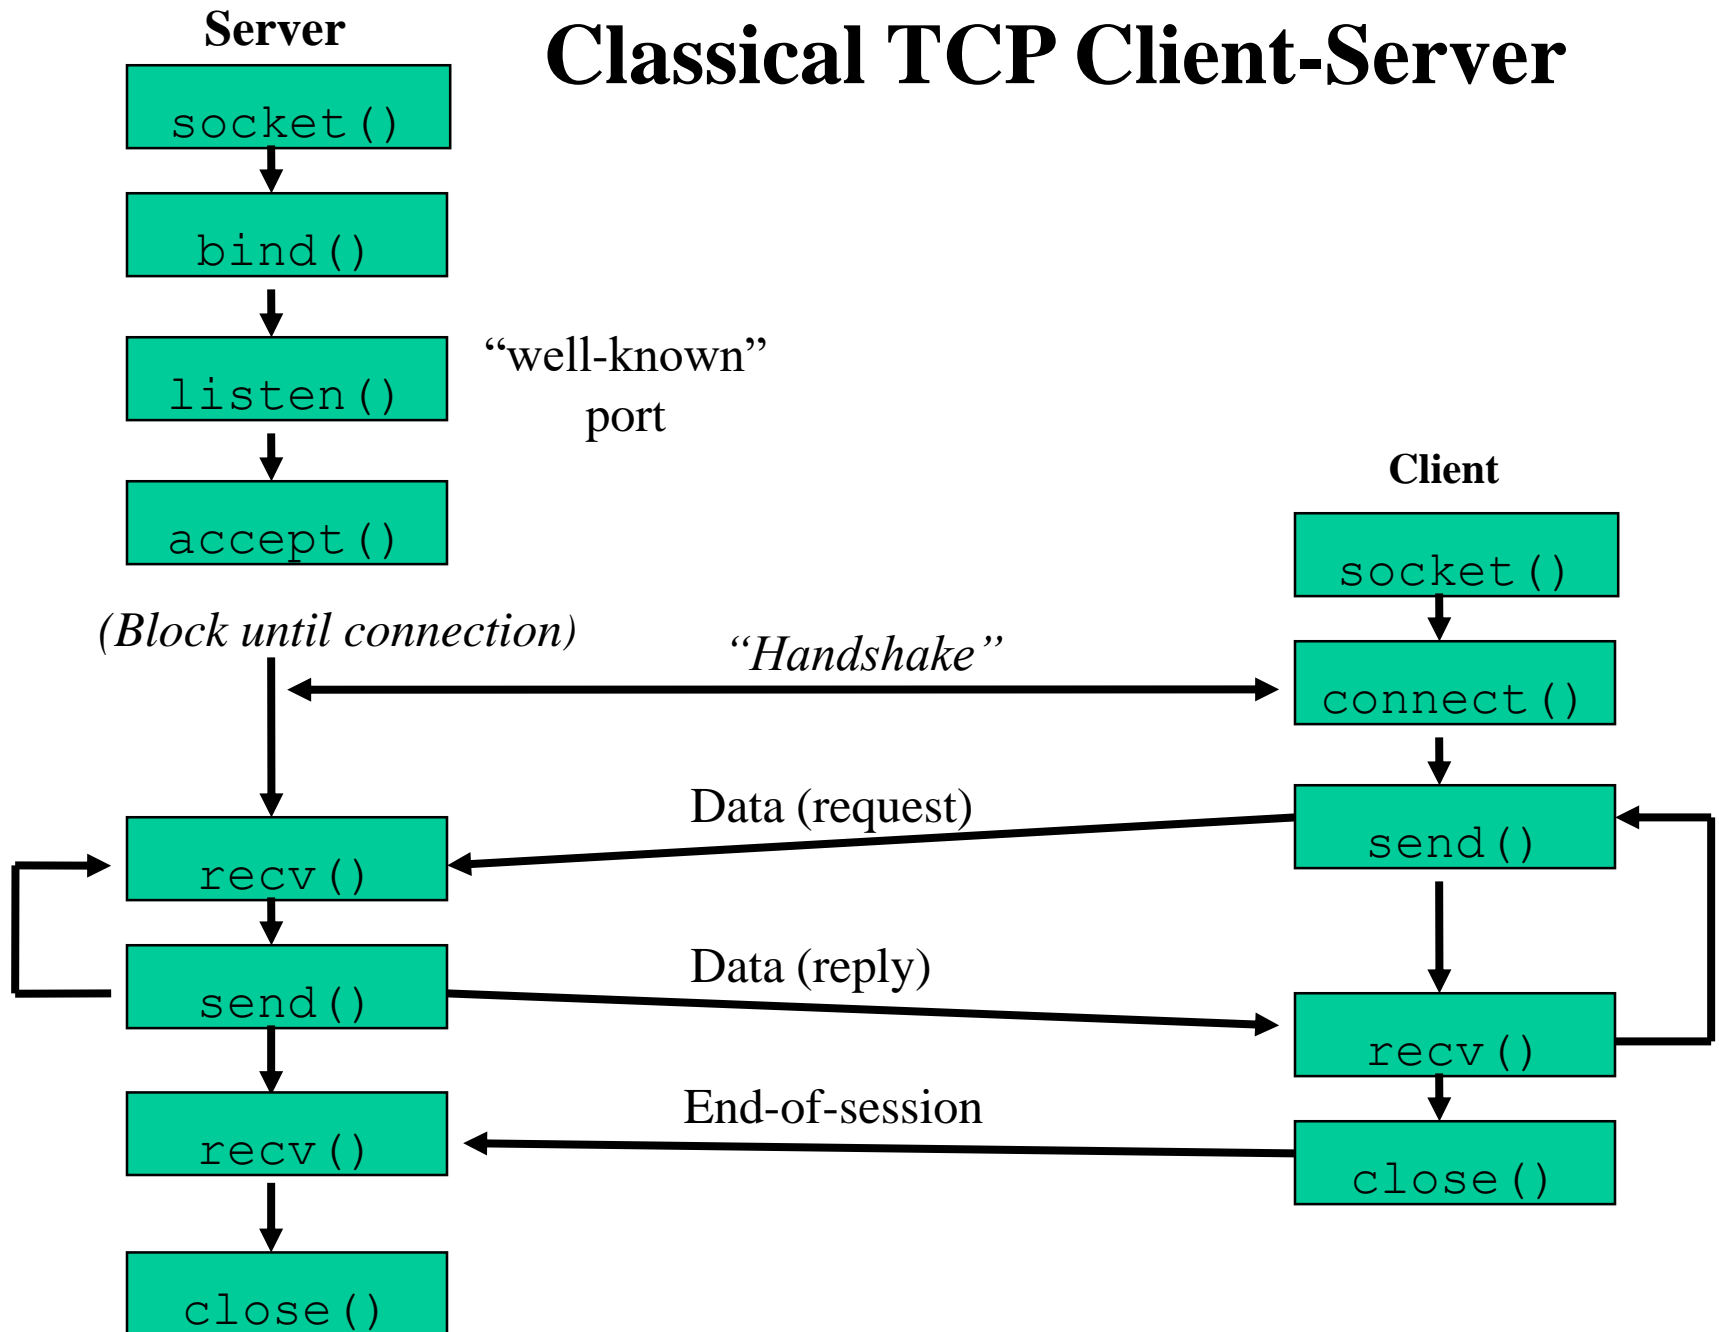 Server
Classical TCP Client-Server
socket()
bind()
listen()
“well-known”
port
accept()
(Block until connection)
Client
socket()
“Handshake”
connect()
Data (request)
send()
recv()
Data (reply)
send()
recv()
End-of-session
recv()
close()
close()